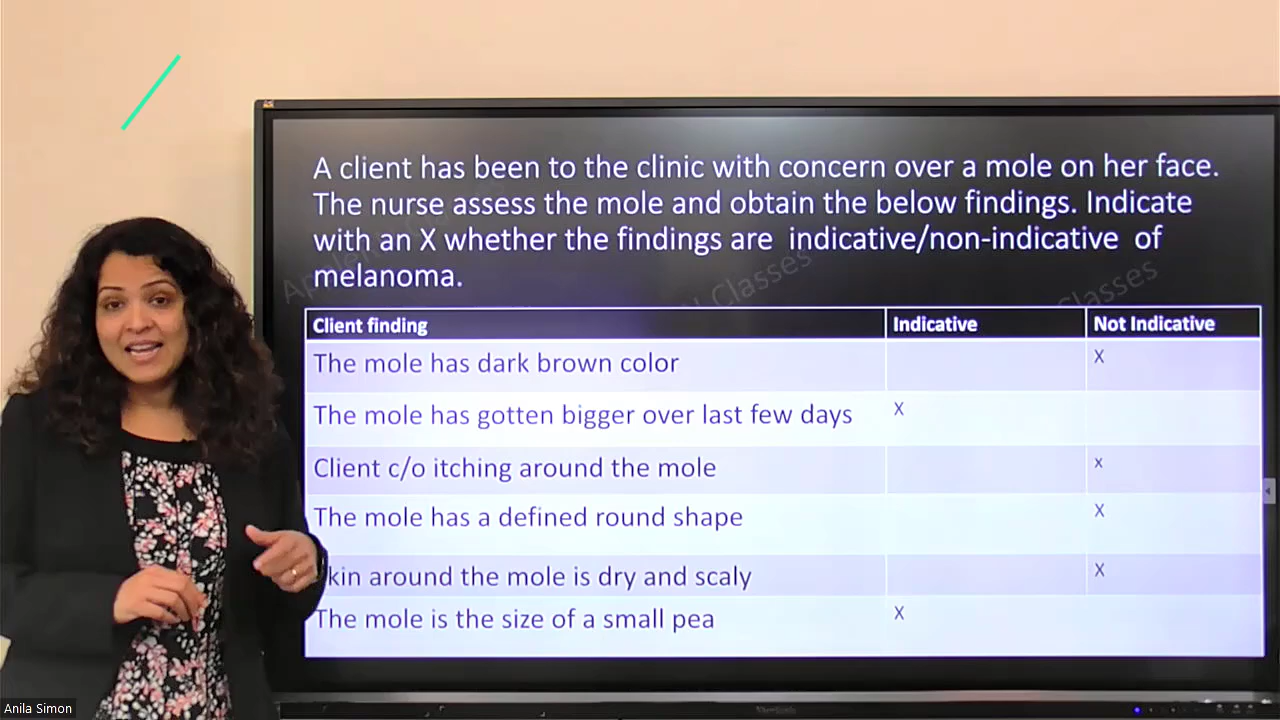 A client has been to the clinic with concern over a mole on her face.
The nurse assess the mole and obtain the below findings. Indicate
with an X whether the findings are indicative/non-indicative of
melanoma.
Client finding Indicative Not Indicative
The mole has dark brown color X
The mole has gotten bigger over last few days X
Client c/o itching around the mole x
The mole has a defined round shape X
kin around the mole is dry and scaly X
The mole is the size of a small pea X
Classes
Classes
Anila Simon